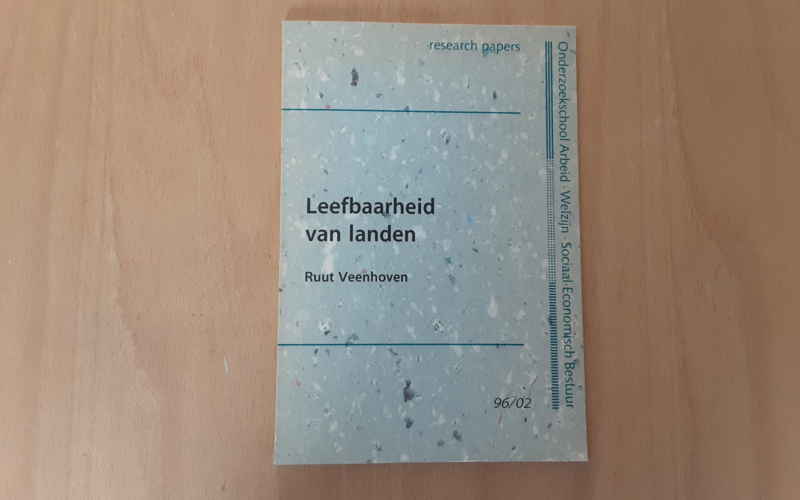 research papers
Leefbaarheid
van landen
Ruut Veenhoven
96/02
Onderzoekschool Arbeid · Welzijn · Sociaal-Economisch Bestuur